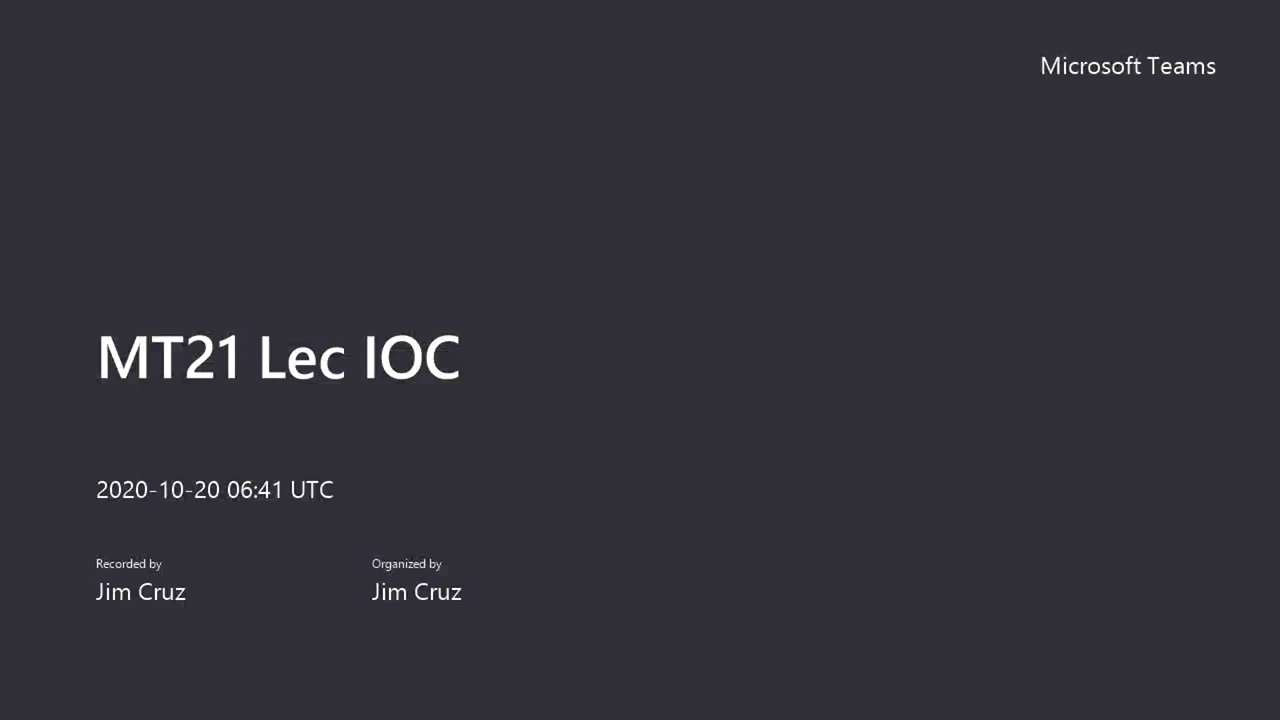 Microsoft Teams
MT21 Lec IOC
2020-10-20 06:41 UTC
Recorded by
Organized by
Jim Cruz
Jim Cruz